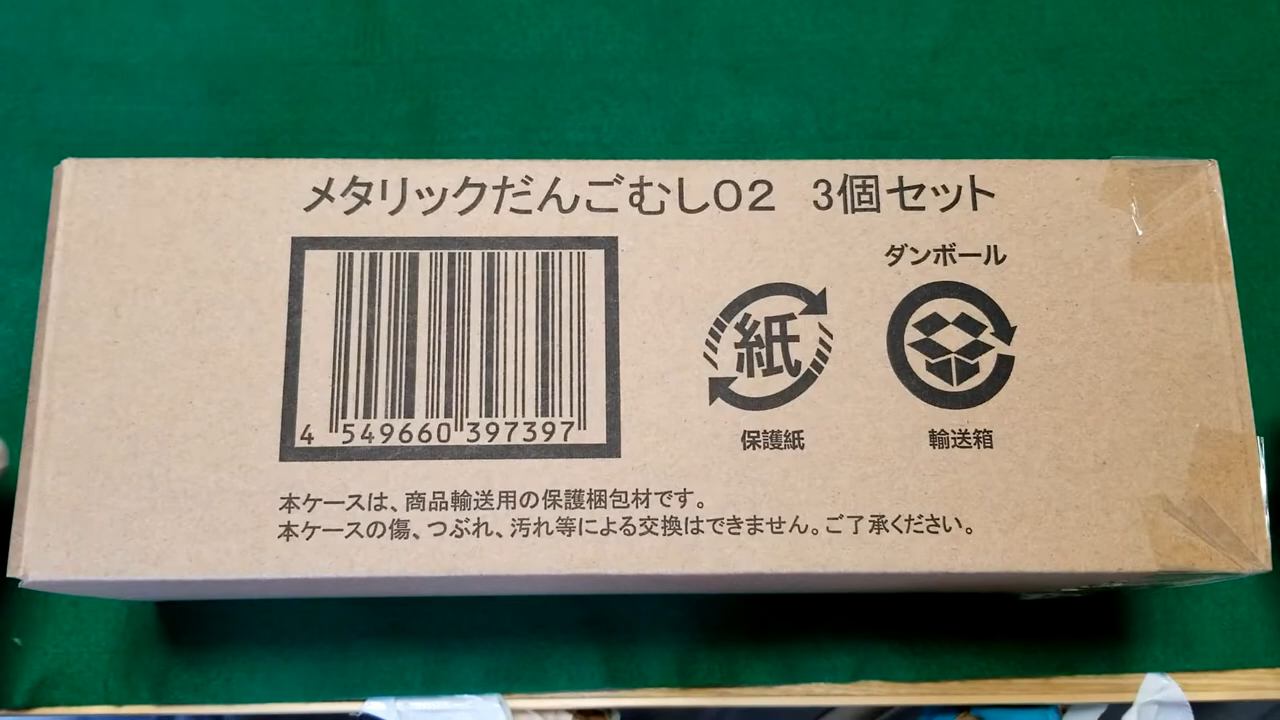 メタリックだんごむし02 3個セット
ダンボール
紙
4 549660 397397
保護紙
輸送箱
本ケースは、商品輸送用の保護梱包材です。
本ケースの傷、つぶれ、汚れ等による交換はできません。ご了承ください。